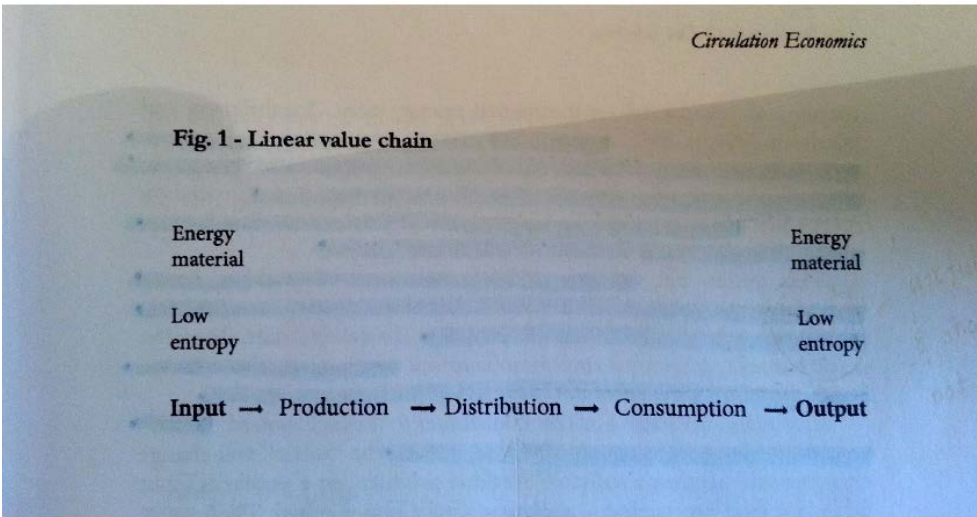 Circulation Economics
Fig. 1 - Linear value chain
Energy
material
Energy
material
Low
entropy
Low
entropy
Input → Production → Distribution → Consumption → Output